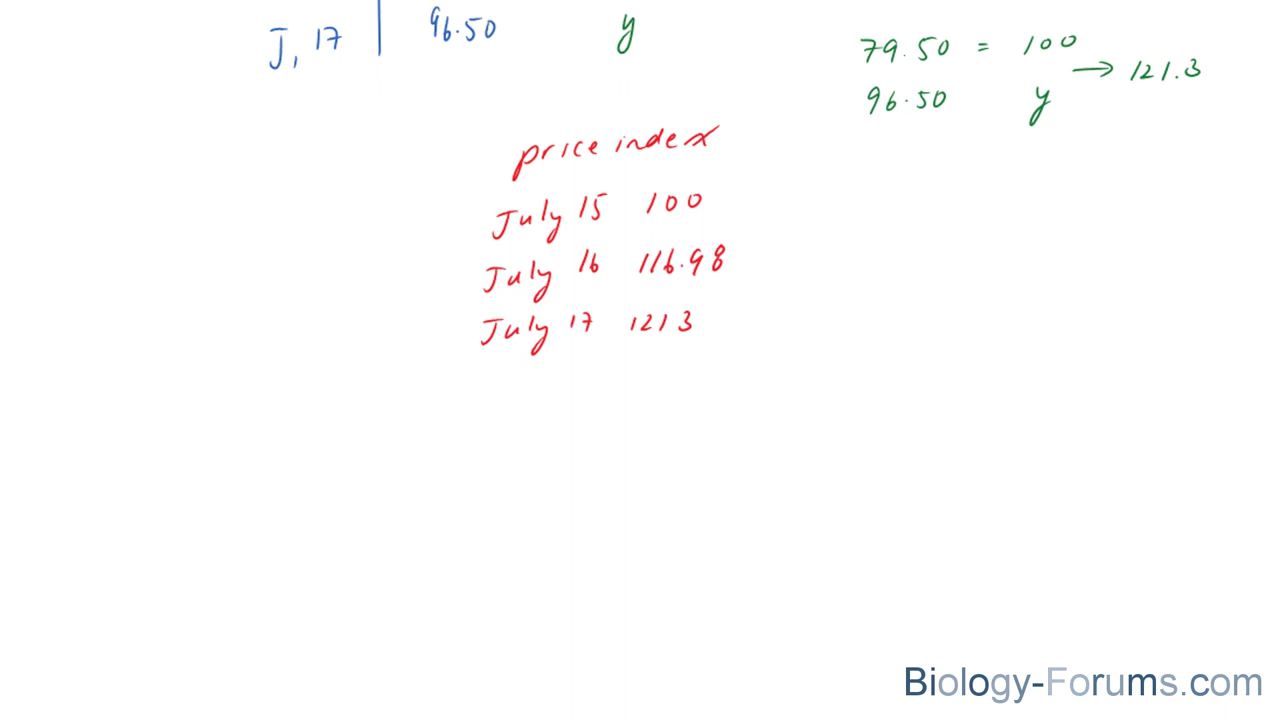 J, 17 | 96.50 y
79.50 = 100
→ 121.3
96.50 y
price index
July 15 100
July 16 116.98
July 17 121 3
Biology-Forums.com